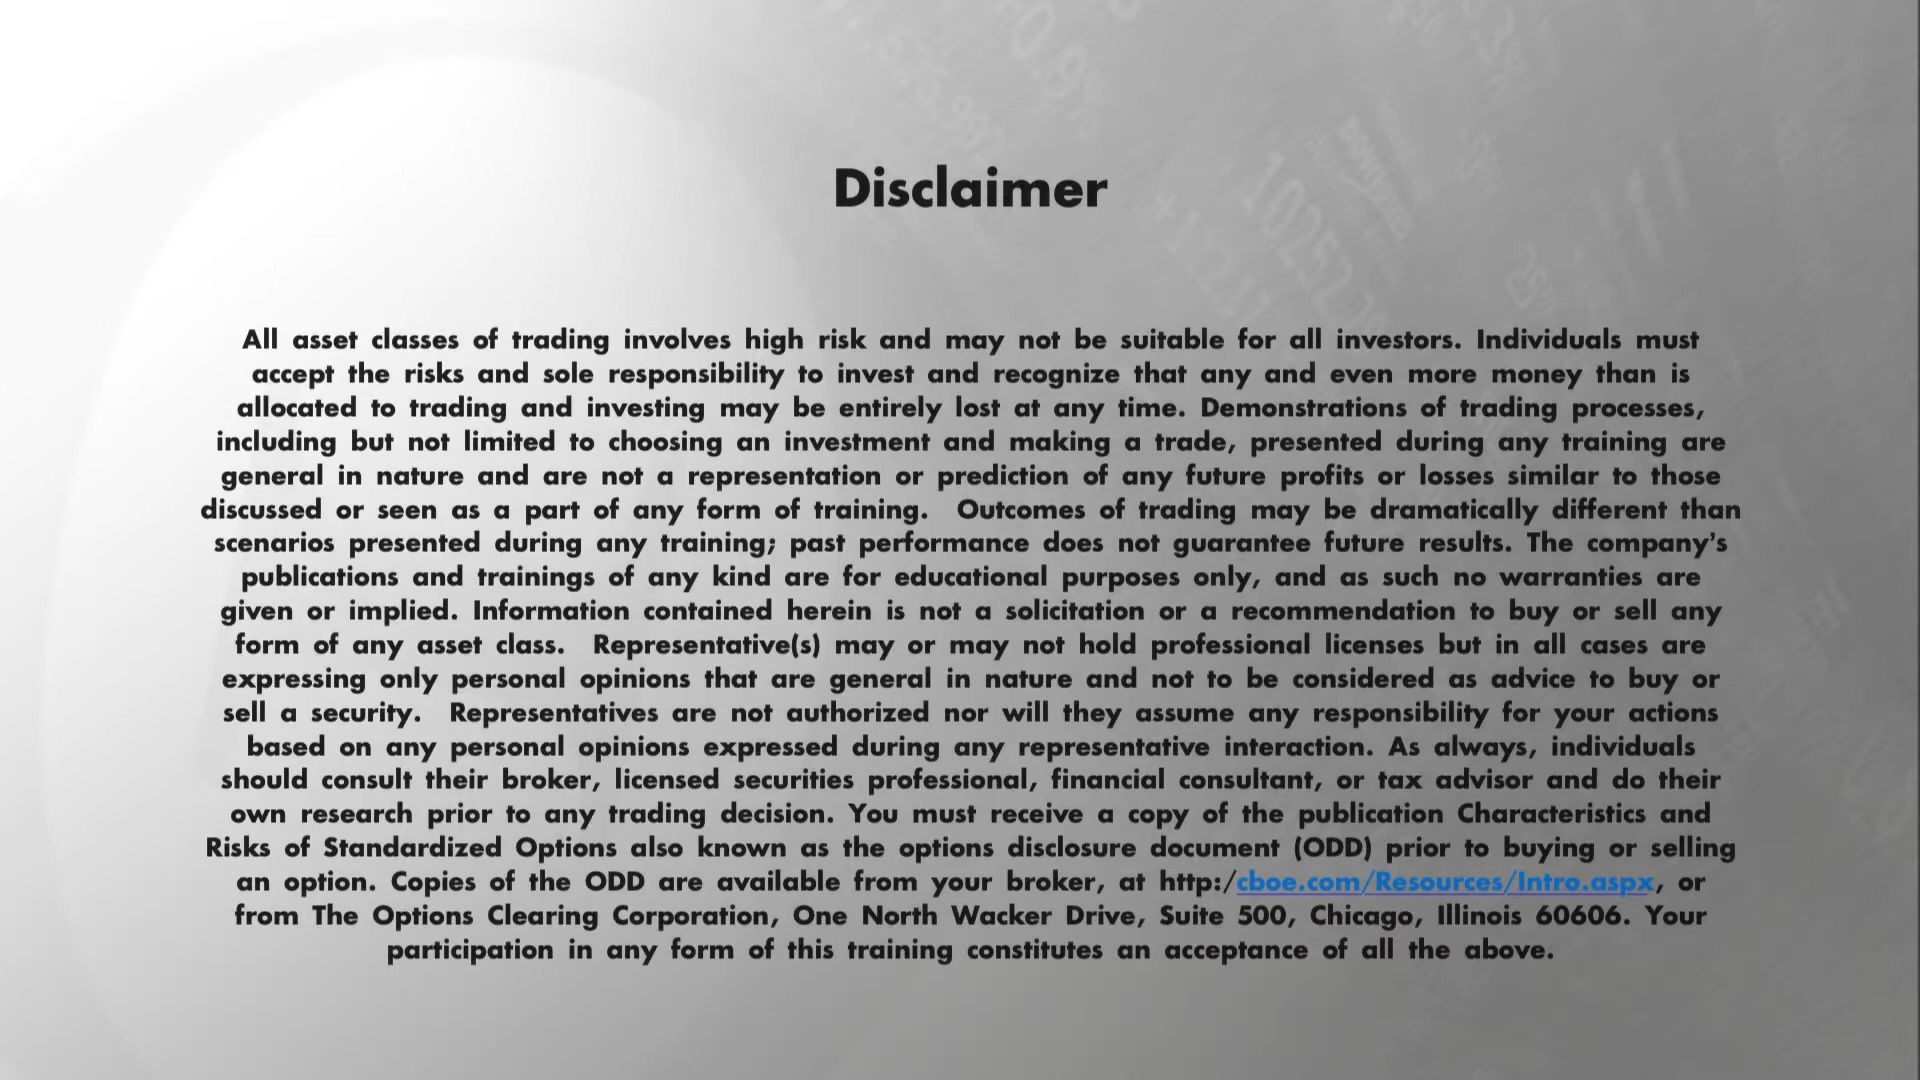 Disclaimer
All asset classes of trading involves high risk and may not be suitable for all investors. Individuals must
accept the risks and sole responsibility to invest and recognize that any and even more money than is
allocated to trading and investing may be entirely lost at any time. Demonstrations of trading processes,
including but not limited to choosing an investment and making a trade, presented during any training are
general in nature and are not a representation or prediction of any future profits or losses similar to those
discussed or seen as a part of any form of training. Outcomes of trading may be dramatically different than
scenarios presented during any training; past performance does not guarantee future results. The company's
publications and trainings of any kind are for educational purposes only, and as such no warranties are
given or implied. Information contained herein is not a solicitation or a recommendation to buy or sell any
form of any asset class. Representative(s) may or may not hold professional licenses but in all cases are
expressing only personal opinions that are general in nature and not to be considered as advice to buy or
sell a security. Representatives are not authorized nor will they assume any responsibility for your actions
based on any personal opinions expressed during any representative interaction. As always, individuals
should consult their broker, licensed securities professional, financial consultant, or tax advisor and do their
own research prior to any trading decision. You must receive a copy of the publication Characteristics and
Risks of Standardized Options also known as the options disclosure document (ODD) prior to buying or selling
an option. Copies of the ODD are available from your broker, at http:/cboe.com/Resources/Intro.aspx, or
from The Options Clearing Corporation, One North Wacker Drive, Suite 500, Chicago, Illinois 60606. Your
participation in any form of this training constitutes an acceptance of all the above.